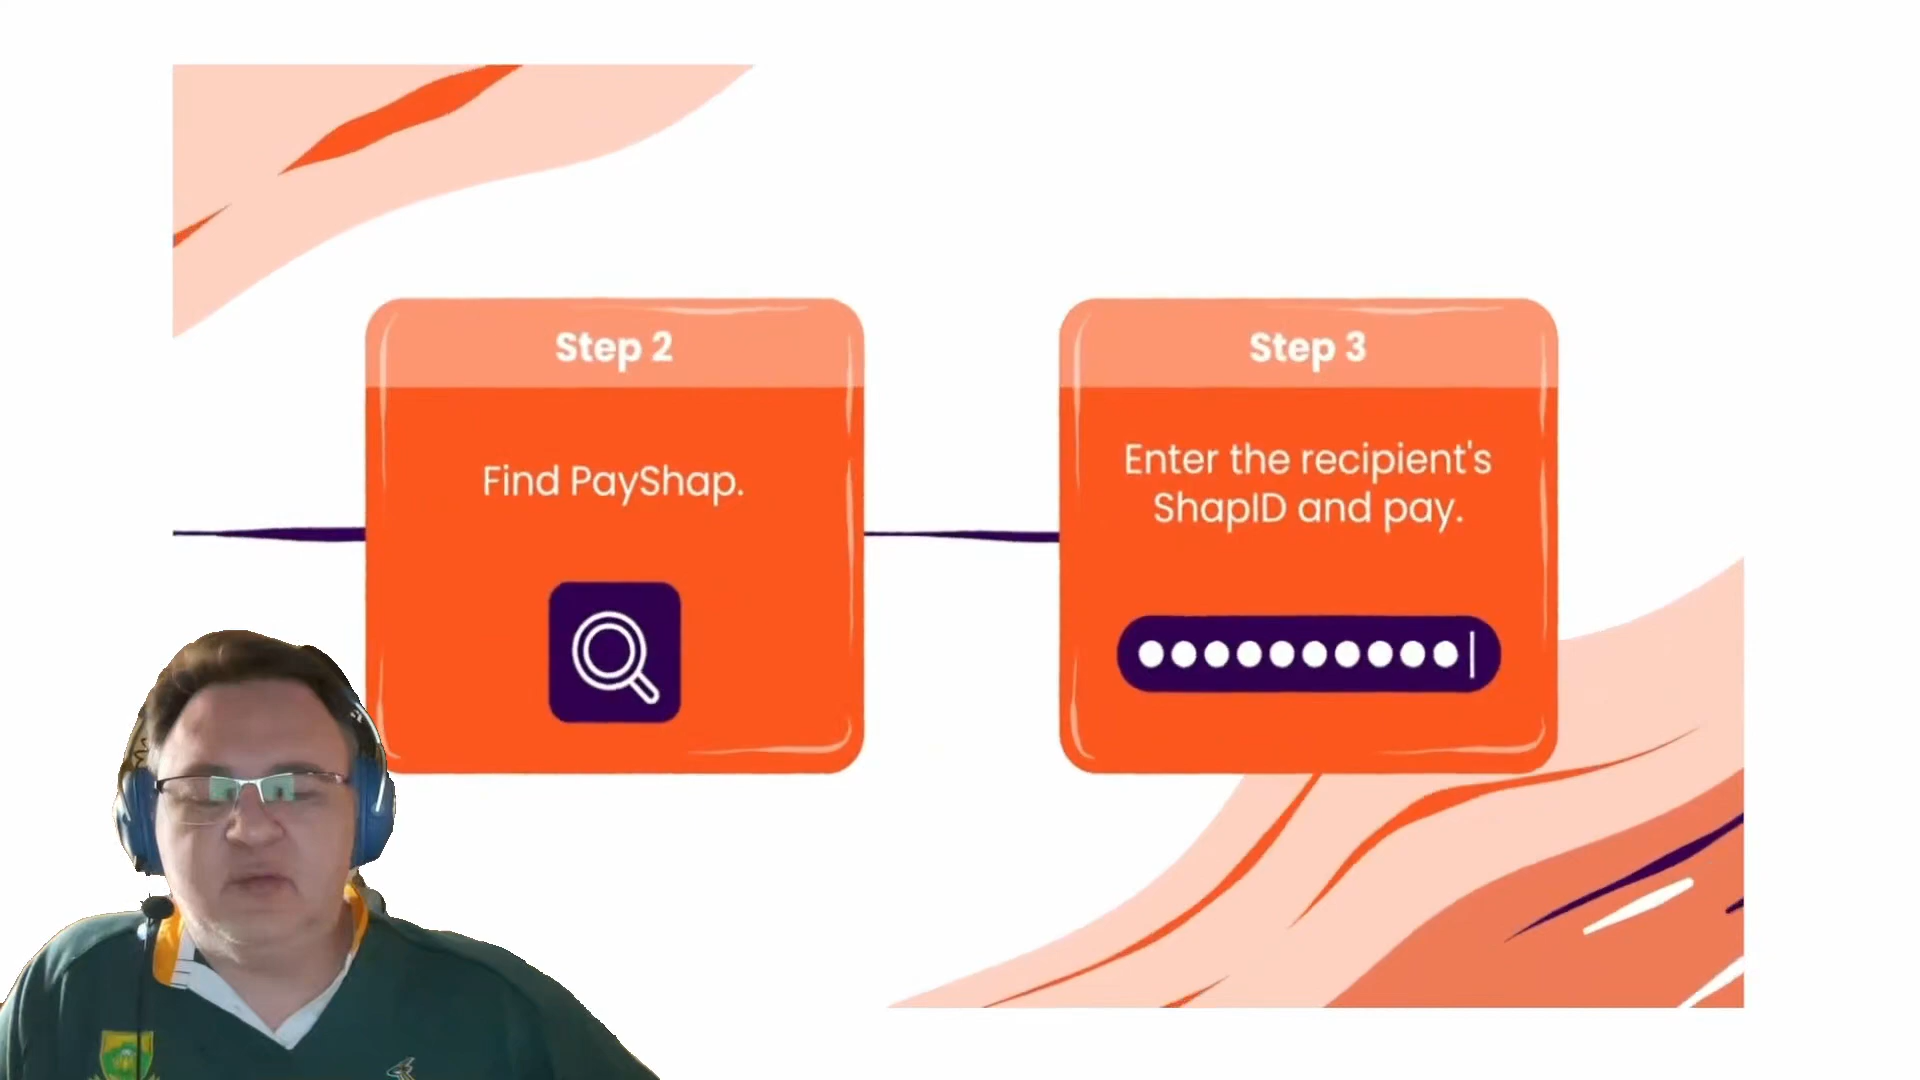 Step 2
Find PayShap.
Step 3
Enter the recipient's
ShapID and pay.